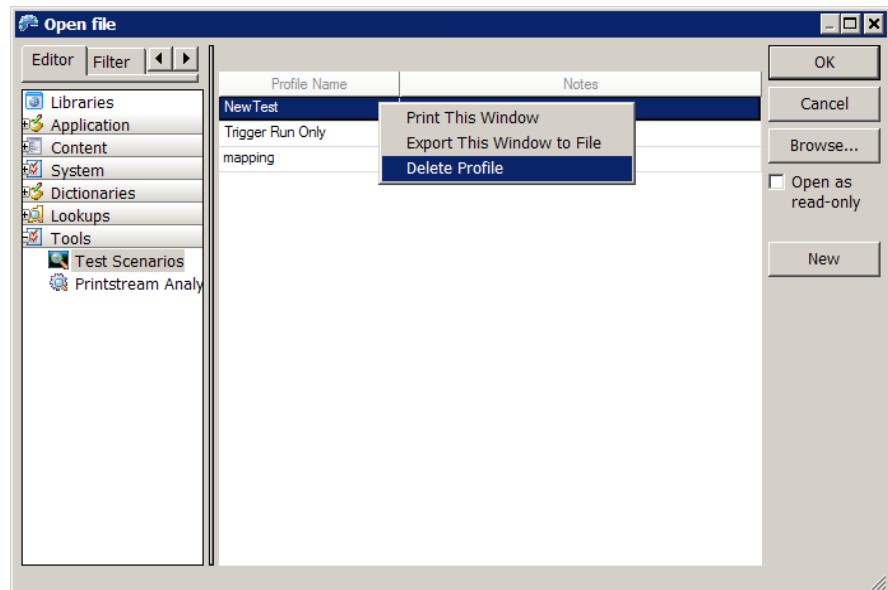 Open file
Editor Filter
Libraries
Application
Content
System
Dictionaries
Lookups
Tools
Test Scenarios
Printstream Analy
Profile Name Notes
NewTest
Trigger Run Only
mapping
Print This Window
Export This Window to File
Delete Profile
OK
Cancel
Browse...
Open as
read-only
New